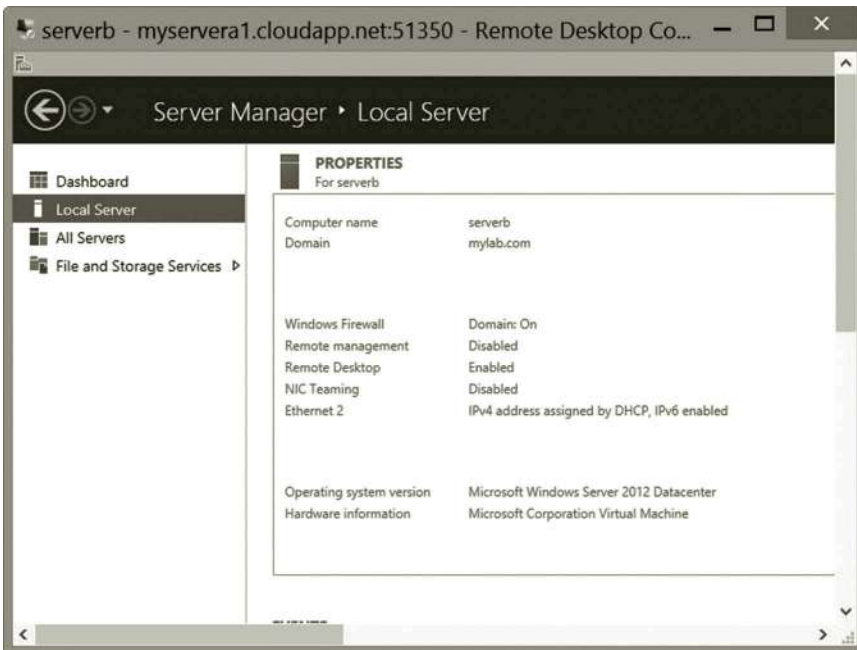 serverb - myservera1.cloudapp.net:51350 - Remote Desktop Co...
Server Manager ‣ Local Server
Dashboard
Local Server
All Servers
File and Storage Services
PROPERTIES
For serverb
Computer name serverb
Domain mylab.com
Windows Firewall Domain: On
Remote management Disabled
Remote Desktop Enabled
NIC Teaming Disabled
Ethernet 2 IPv4 address assigned by DHCP, IPv6 enabled
Operating system version Microsoft Windows Server 2012 Datacenter
Hardware information Microsoft Corporation Virtual Machine